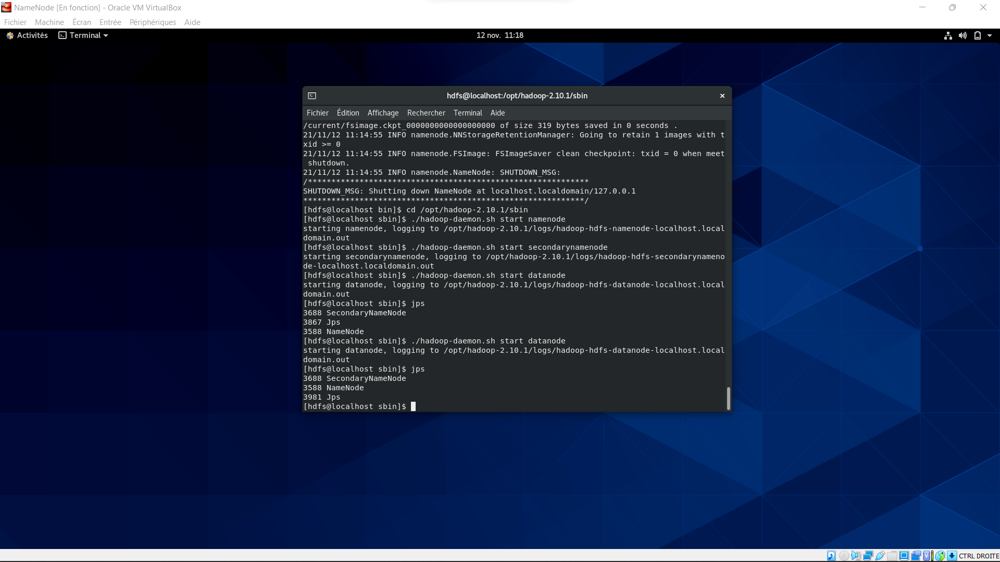 NameNode [En fonction] - Oracle VM VirtualBox
Fichier Machine Écran Entrée Périphériques Aide
Activités Terminal 12 nov. 11:18
hdfs@localhost:/opt/hadoop-2.10.1/sbin
Fichier Édition Affichage Rechercher Terminal Aide
/current/fsimage.ckpt_0000000000000000000 of size 319 bytes saved in 0 seconds .
21/11/12 11:14:55 INFO namenode.NNStorageRetentionManager: Going to retain 1 images with t
xid >= 0
21/11/12 11:14:55 INFO namenode.FSImage: FSImageSaver clean checkpoint: txid = 0 when meet
 shutdown.
21/11/12 11:14:55 INFO namenode.NameNode: SHUTDOWN_MSG:
/************************************************************
SHUTDOWN_MSG: Shutting down NameNode at localhost.localdomain/127.0.0.1
************************************************************/
[hdfs@localhost bin]$ cd /opt/hadoop-2.10.1/sbin
[hdfs@localhost sbin]$ ./hadoop-daemon.sh start namenode
starting namenode, logging to /opt/hadoop-2.10.1/logs/hadoop-hdfs-namenode-localhost.local
domain.out
[hdfs@localhost sbin]$ ./hadoop-daemon.sh start secondarynamenode
starting secondarynamenode, logging to /opt/hadoop-2.10.1/logs/hadoop-hdfs-secondarynameno
de-localhost.localdomain.out
[hdfs@localhost sbin]$ ./hadoop-daemon.sh start datanode
starting datanode, logging to /opt/hadoop-2.10.1/logs/hadoop-hdfs-datanode-localhost.local
domain.out
[hdfs@localhost sbin]$ jps
3688 SecondaryNameNode
3867 Jps
3588 NameNode
[hdfs@localhost sbin]$ ./hadoop-daemon.sh start datanode
starting datanode, logging to /opt/hadoop-2.10.1/logs/hadoop-hdfs-datanode-localhost.local
domain.out
[hdfs@localhost sbin]$ jps
3688 SecondaryNameNode
3588 NameNode
3981 Jps
[hdfs@localhost sbin]$
CTRL DROITE